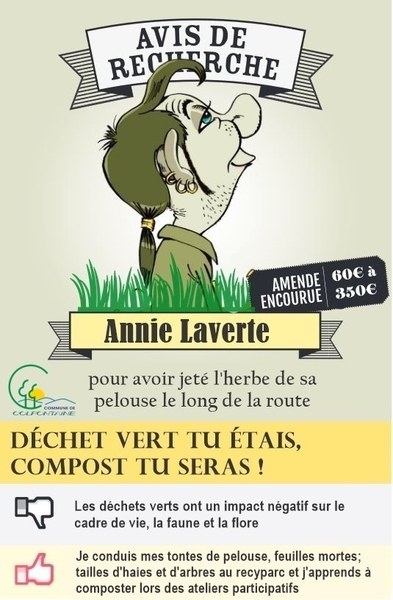 AVIS DE
RECHERCHE
AMENDE
ENCOURUE
60€ à
350€
Annie Laverte
COMMUNE DE
COLFONTAINE
pour avoir jeté l'herbe de sa
pelouse le long de la route
DÉCHET VERT TU ÉTAIS,
COMPOST TU SERAS !
Les déchets verts ont un impact négatif sur le
cadre de vie, la faune et la flore
Je conduis mes tontes de pelouse, feuilles mortes;
tailles d'haies et d'arbres au recyparc et j'apprends à
composter lors des ateliers participatifs